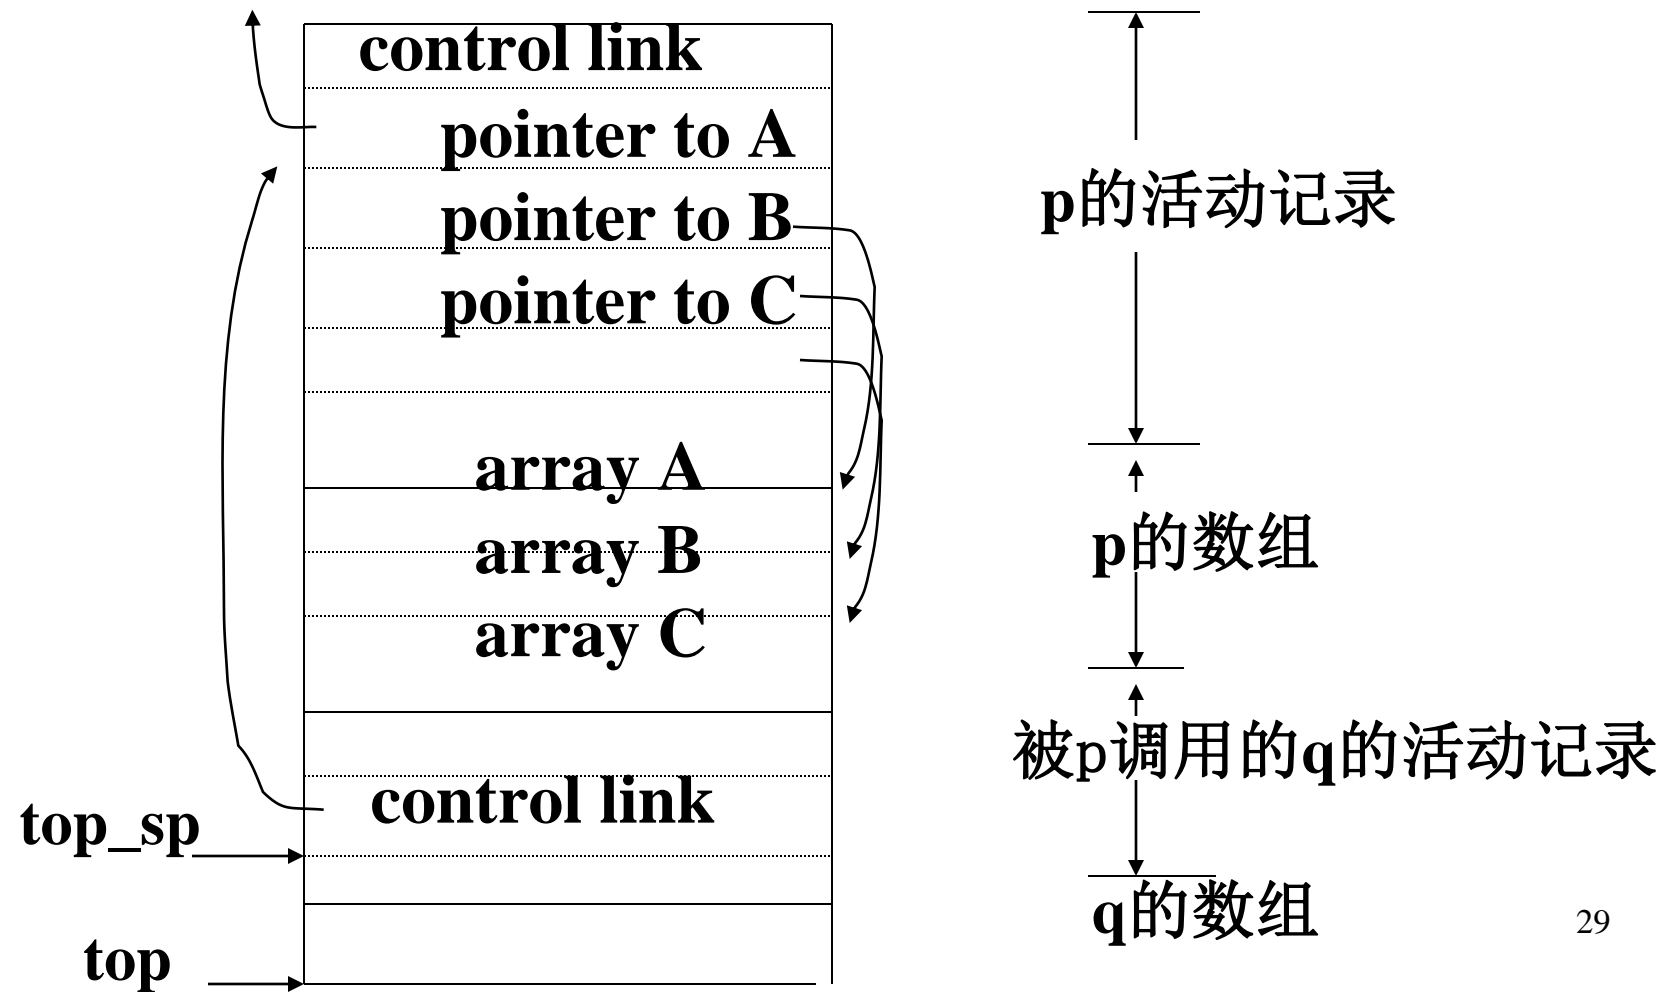 control link
pointer to A
pointer to B
pointer to C
array A
array B
array C
control link
top_sp
top
p的活动记录
p的数组
被p调用的q的活动记录
q的数组
29